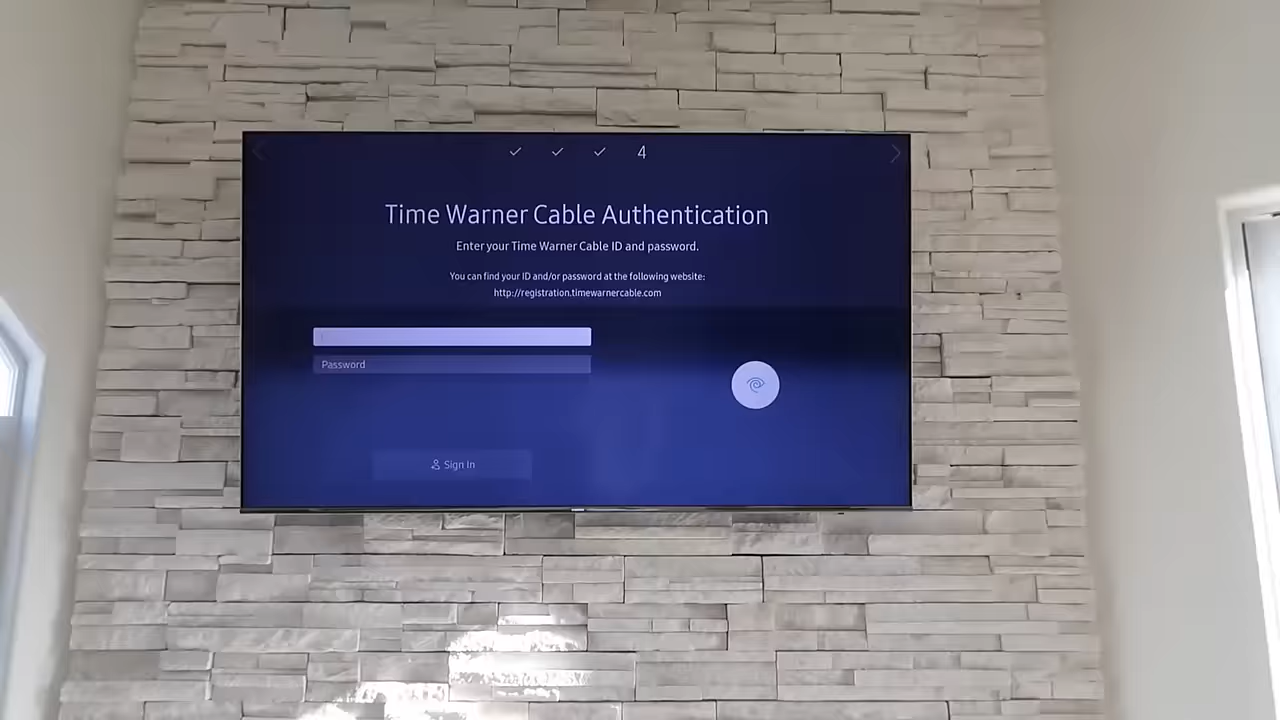 4
Time Warner Cable Authentication
Enter your Time Warner Cable ID and password.
You can find your ID and/or password at the following website:
http://registration.timewarnercable.com
Password
Sign In